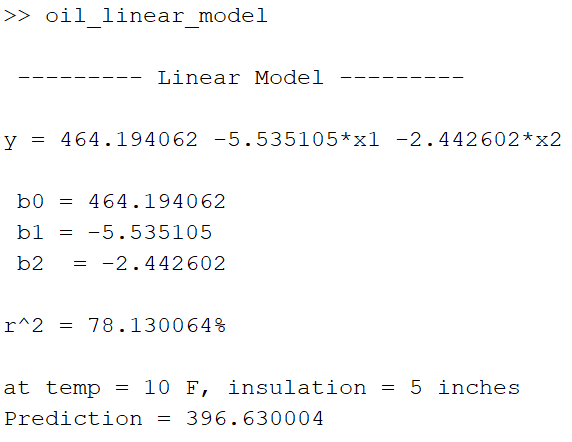 >> oil_linear_model
--------- Linear Model ---------
y = 464.194062 -5.535105*x1 -2.442602*x2
b0 = 464.194062
b1 = -5.535105
b2  = -2.442602
r^2 = 78.130064%
at temp = 10 F, insulation = 5 inches
Prediction = 396.630004